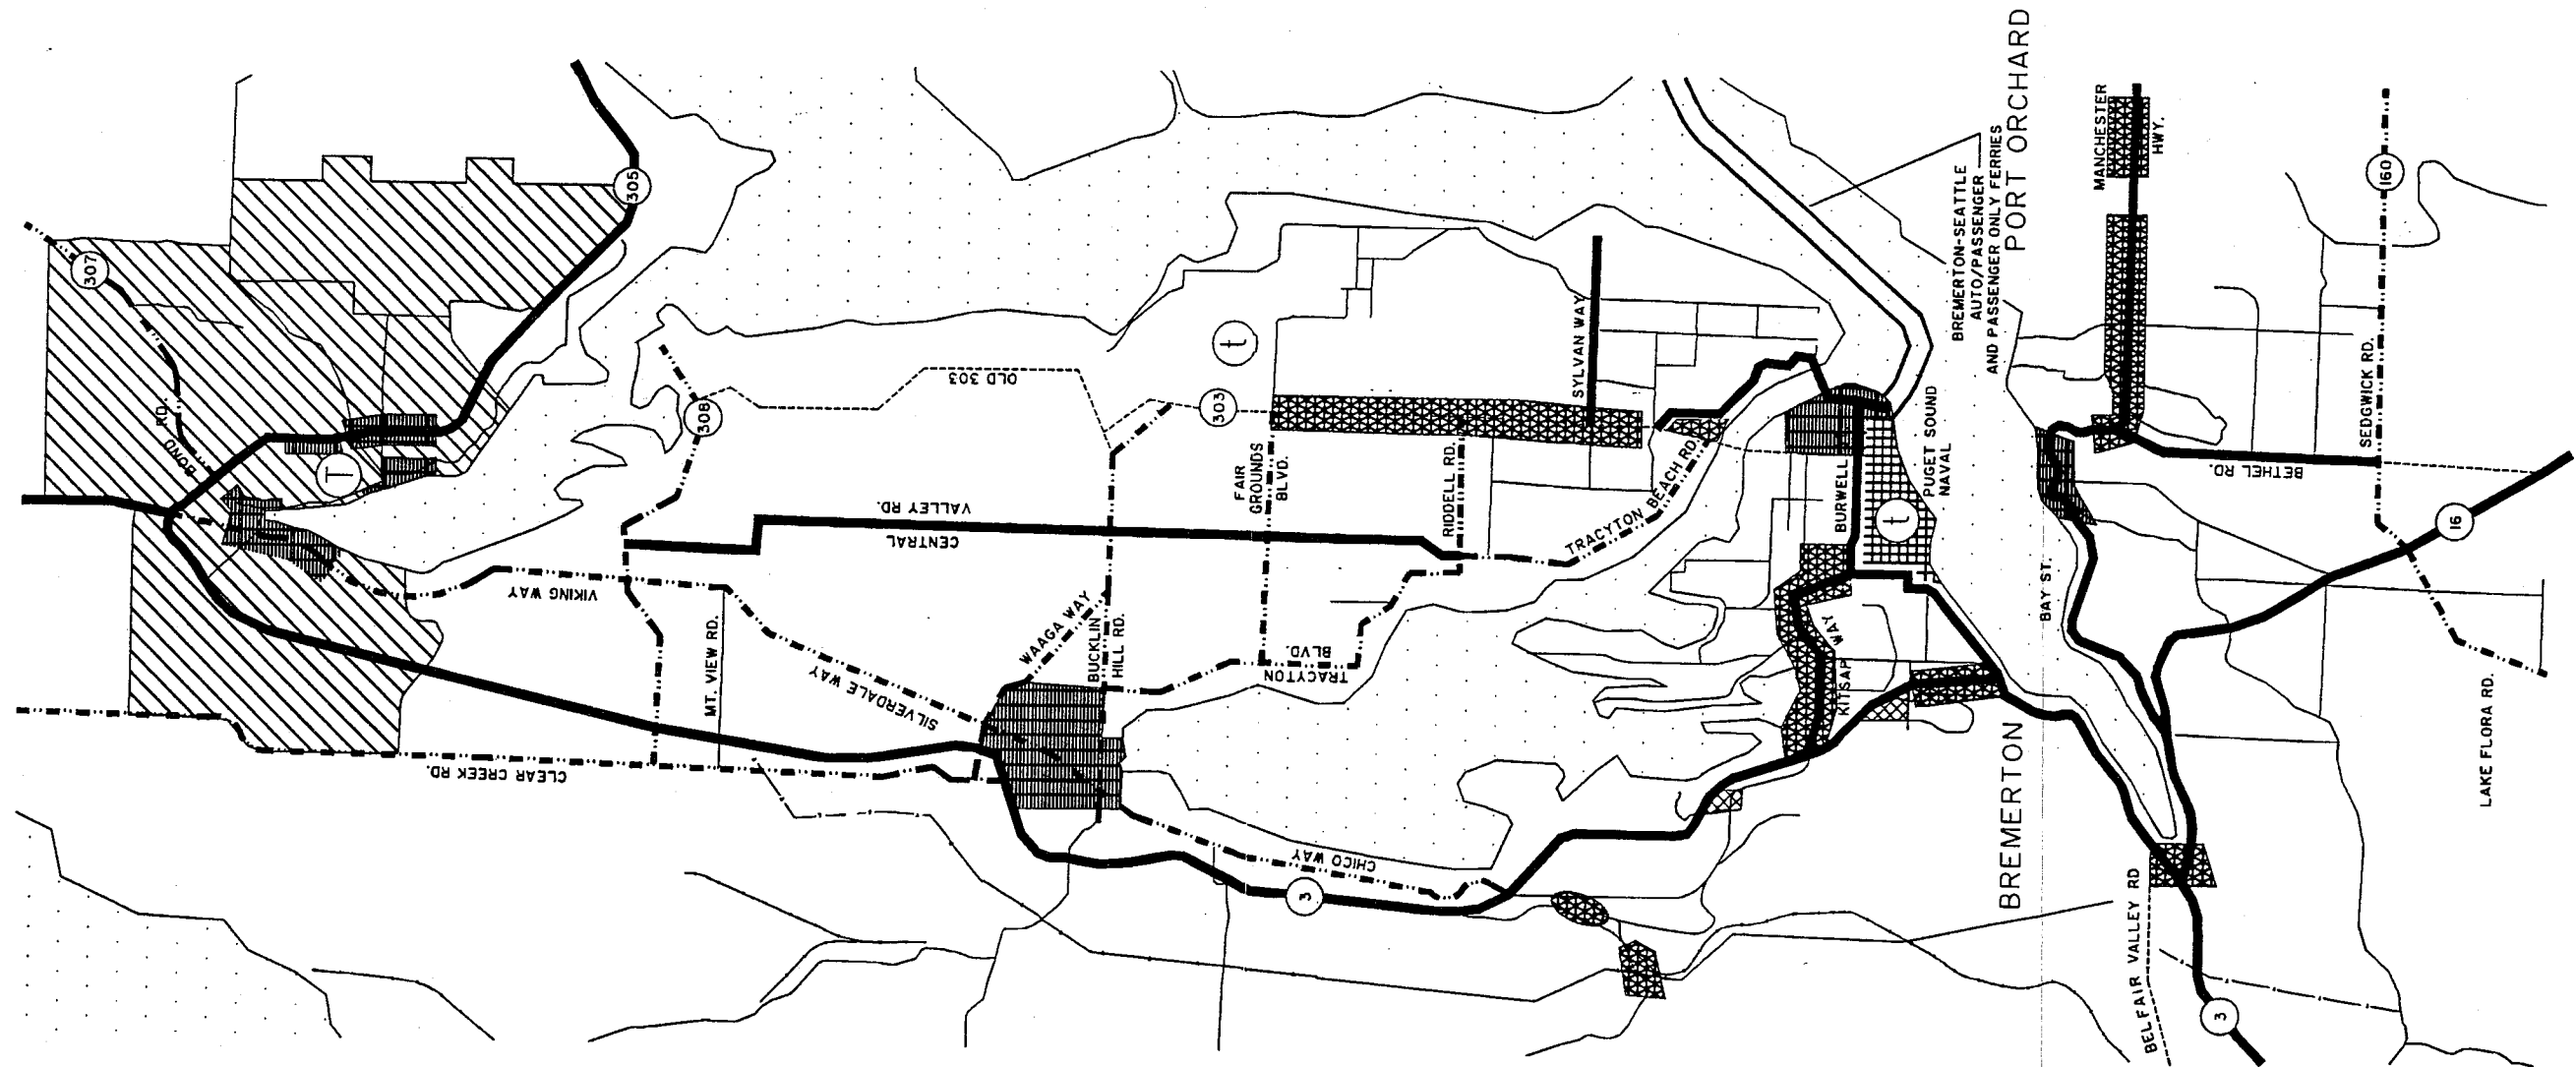 307
BOND
RD.
305
T
308
OLD 303
t
303
SYLVAN WAY
FAIR
GROUNDS
BLVD.
RIDDELL RD.
CENTRAL
VALLEY RD.
VIKING WAY
MT. VIEW RD.
SILVERDALE WAY
WAAGA WAY
BUCKLIN
HILL RD.
TRACYTON
BLVD.
TRACYTON BEACH RD.
CLEAR CREEK RD.
CHICO WAY
3
BURWELL
t
PUGET SOUND
NAVAL
KITSAP WAY
BREMERTON
BREMERTON-SEATTLE
AUTO/PASSENGER
AND PASSENGER ONLY FERRIES
PORT ORCHARD
MANCHESTER
HWY.
160
SEDGWICK RD.
BETHEL RD.
16
BAY ST.
LAKE FLORA RD.
BELFAIR VALLEY RD
3